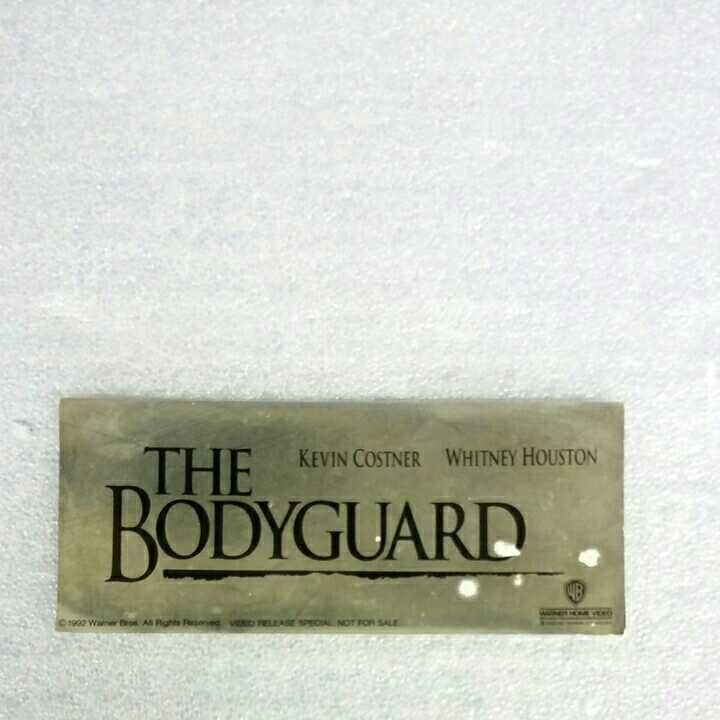 THE
KEVIN COSTNER WHITNEY HOUSTON
BODYGUARD
WB
WARNER HOME VIDEO
©1992 Warner Bros. All Rights Reserved. VIDEO RELEASE SPECIAL NOT FOR SALE